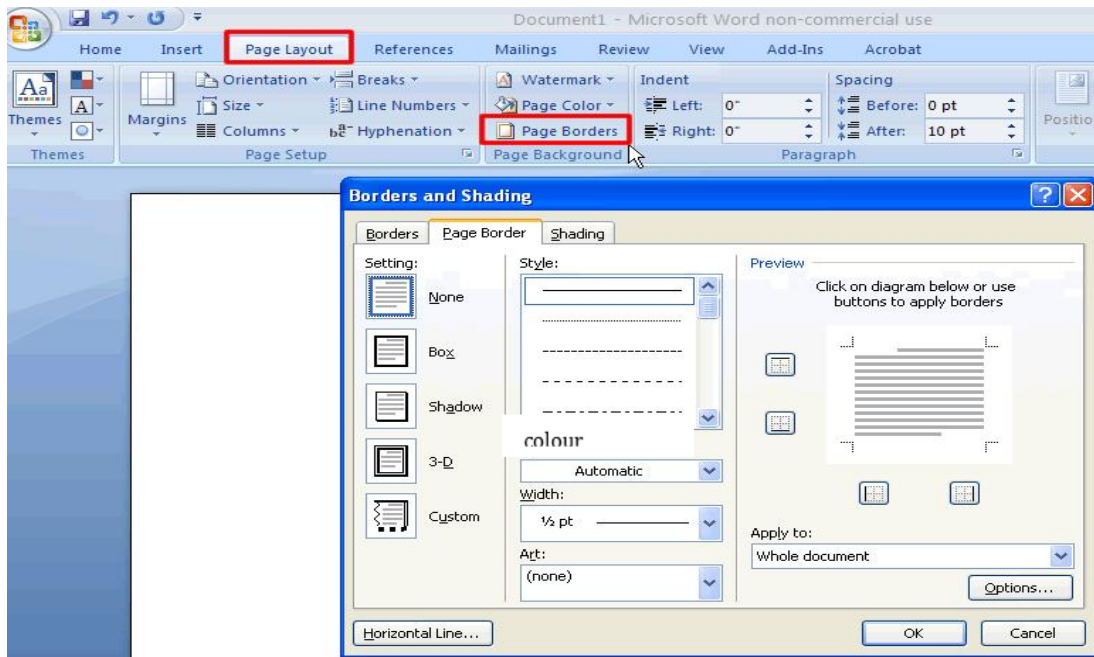 Document1 - Microsoft Word non-commercial use
Home Insert Page Layout References Mailings Review View Add-Ins Acrobat
Aa
Themes
A
Themes
Margins
Orientation
Size
Columns
Breaks
Line Numbers
Hyphenation
Page Setup
Watermark
Page Color
Page Borders
Page Background
Indent
Left: 0"
Right: 0"
Spacing
Before: 0 pt
After: 10 pt
Paragraph
Positio
Borders and Shading
Borders Page Border Shading
Setting:
None
Box
Shadow
3-D
Custom
Style:
colour
Automatic
Width:
½ pt
Art:
(none)
Preview
Click on diagram below or use
buttons to apply borders
Apply to:
Whole document
Options...
Horizontal Line...
OK Cancel